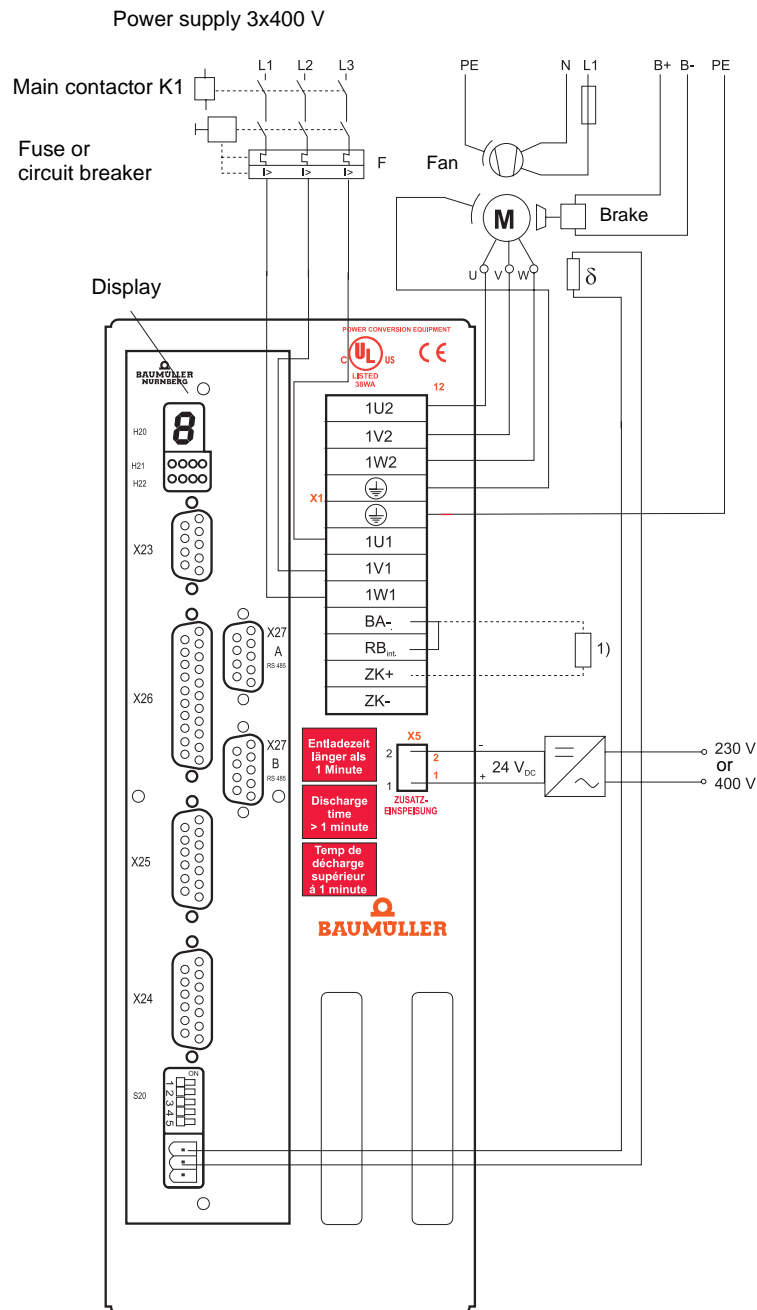 Power supply 3x400 V
L1 L2 L3
PE N L1 B+ B- PE
Main contactor K1
Fuse or
circuit breaker
F
I> I> I>
Fan
M
Brake
U V W
δ
Display
POWER CONVERSION EQUIPMENT
C UL US CE
LISTED
38WA
12
BAUMÜLLER
NÜRNBERG
H20
8
H21
H22
X1
1U2
1V2
1W2
1U1
1V1
1W1
BA-
RBint.
ZK+
ZK-
1)
X23
X27
A
RS 485
X26
X27
B
RS 485
Entladezeit
länger als
1 Minute
Discharge
time
> 1 minute
Temp de
décharge
supérieur
á 1 minute
X5
2 2
1 1
-
+
24 VDC
ZUSATZ-
EINSPEISUNG
= ~
230 V
or
400 V
X25
BAUMÜLLER
X24
S20
ON
1 2 3 4 5